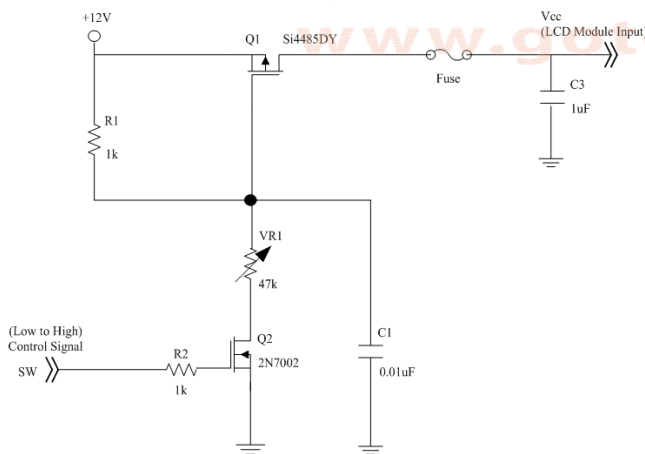 +12V
Q1
Si4485DY
www.got
Vcc
(LCD Module Input)
Fuse
C3
1uF
R1
1k
VR1
47k
(Low to High)
Control Signal
SW
R2
1k
Q2
2N7002
C1
0.01uF